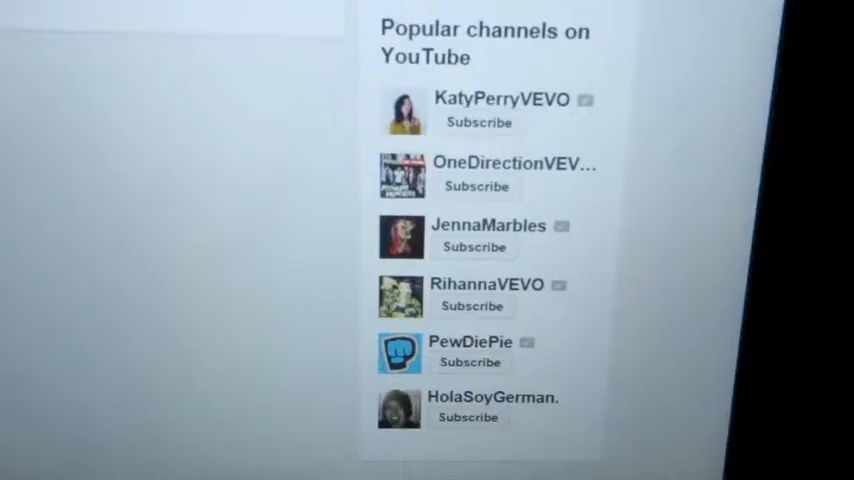 Popular channels on
YouTube
KatyPerryVEVO
Subscribe
OneDirectionVEV...
Subscribe
JennaMarbles
Subscribe
RihannaVEVO
Subscribe
PewDiePie
Subscribe
HolaSoyGerman.
Subscribe